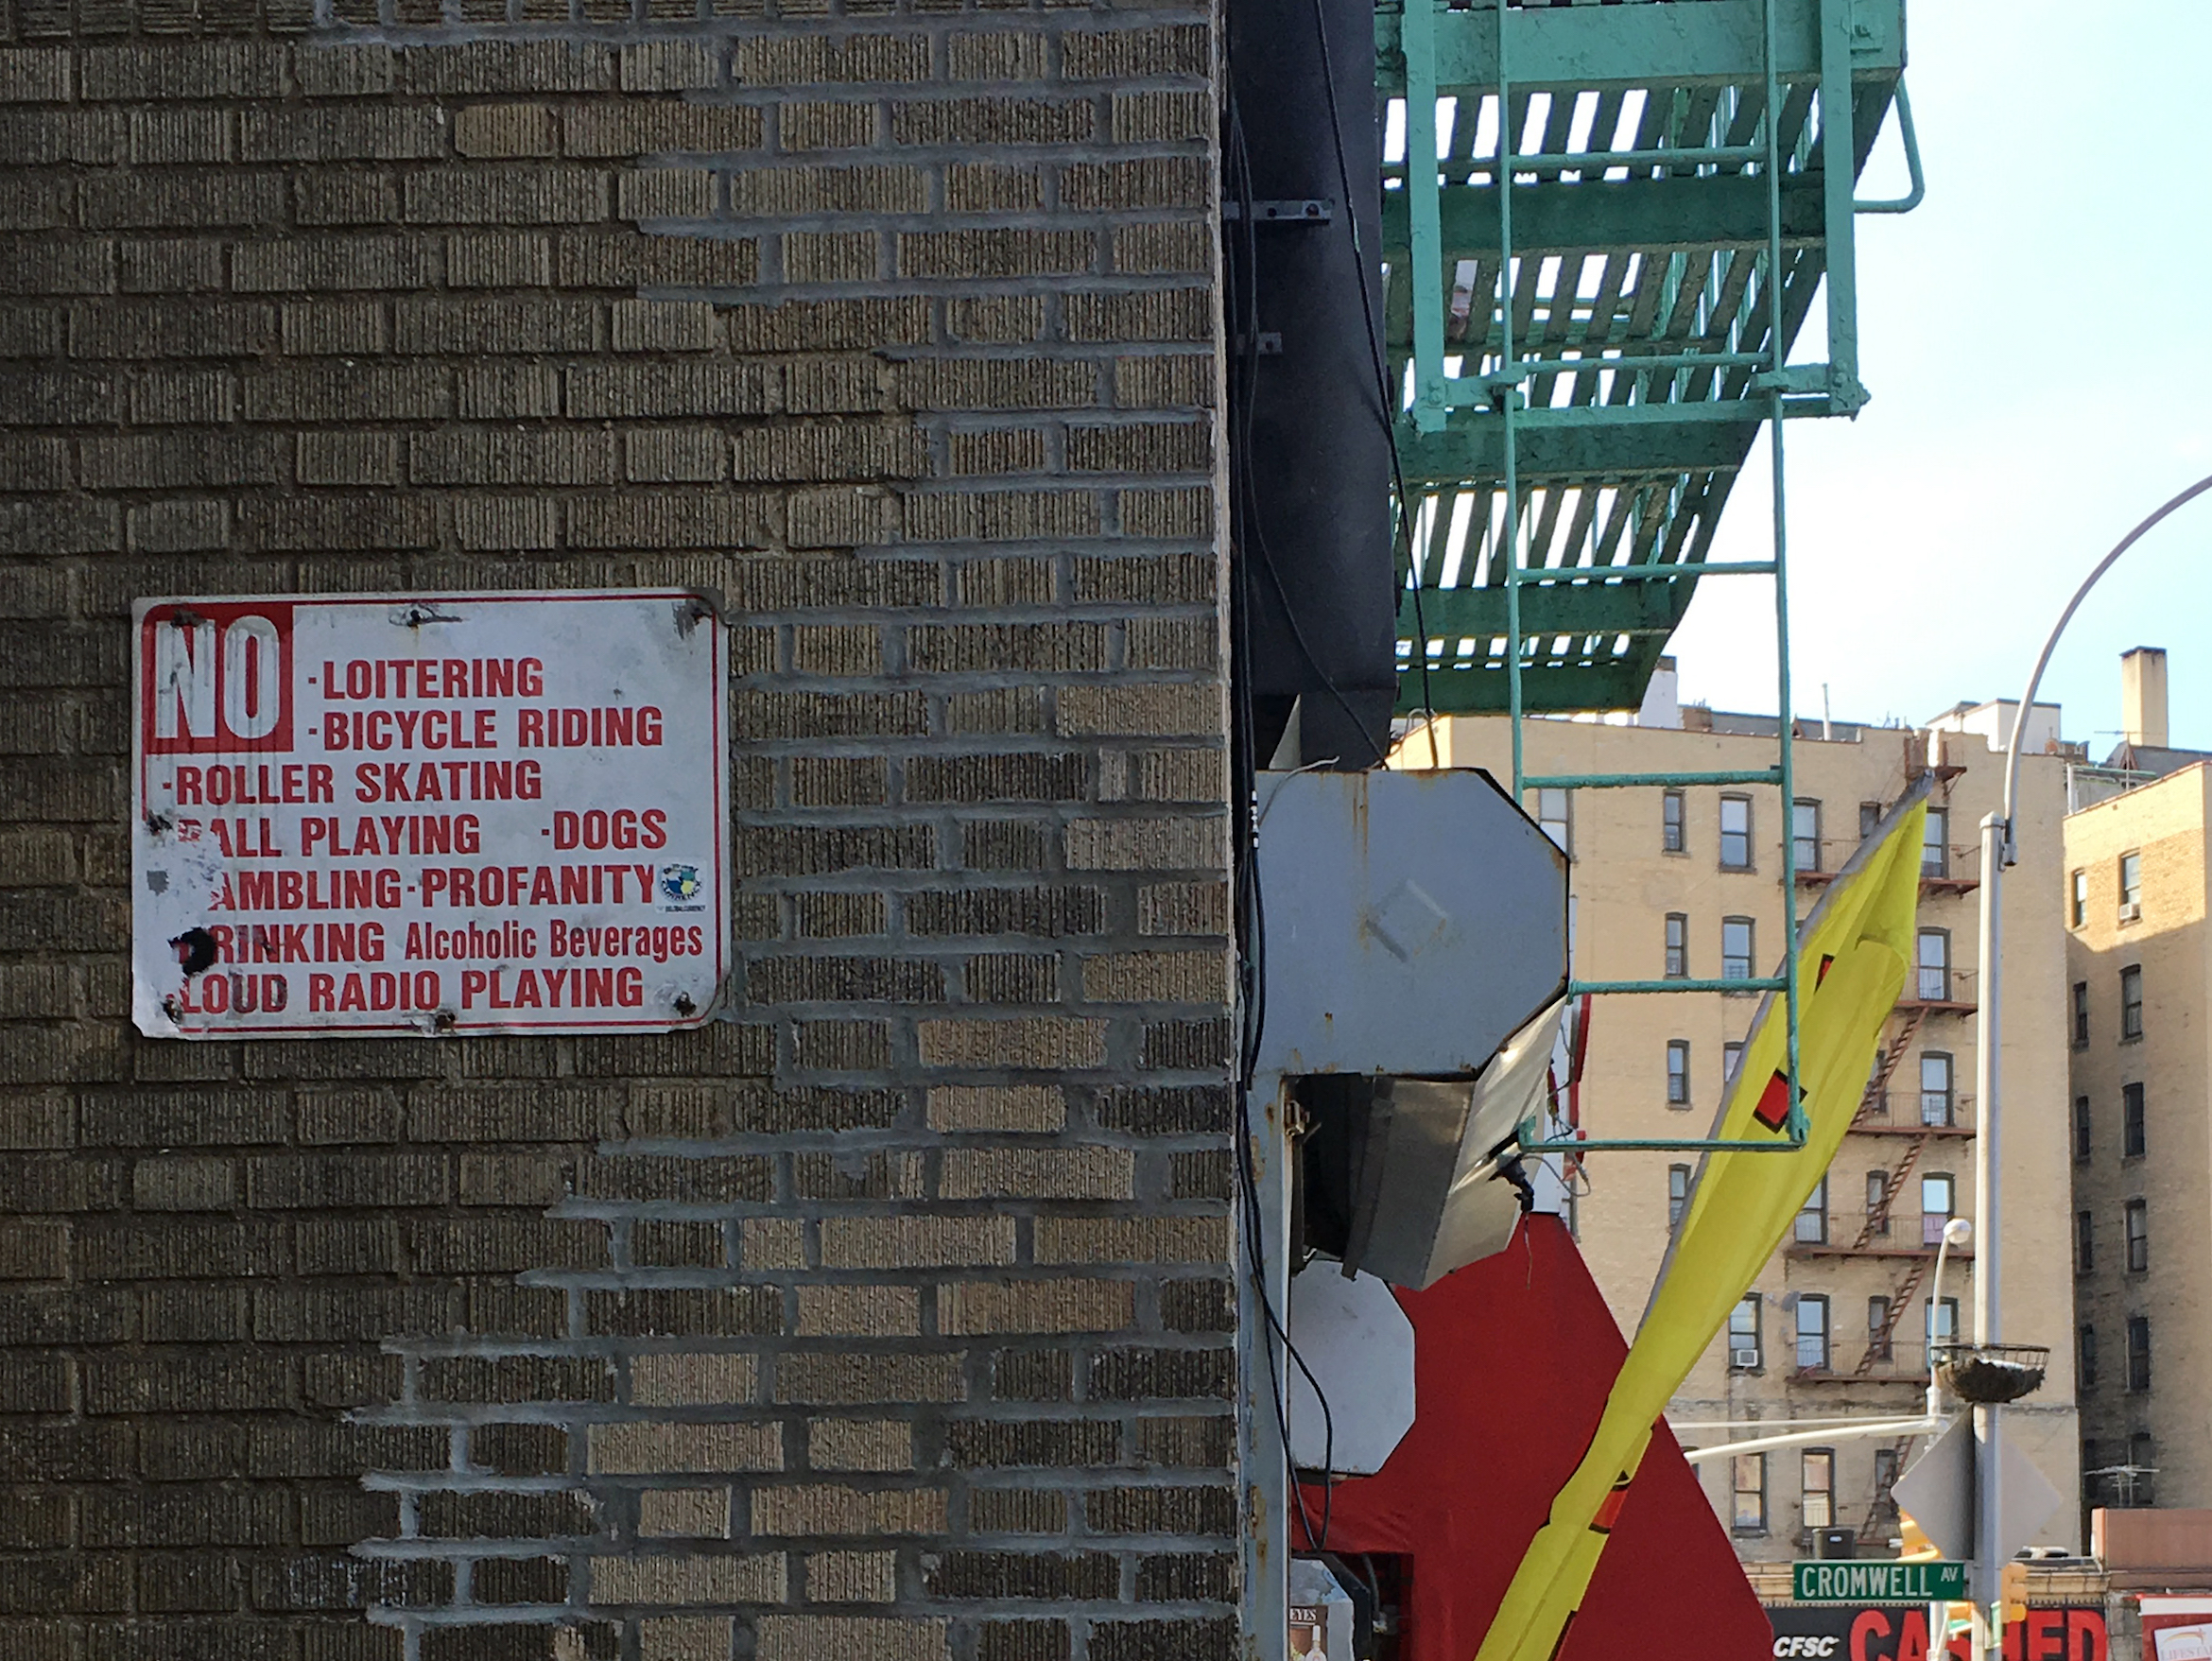 NO
·LOITERING
·BICYCLE RIDING
·ROLLER SKATING
ALL PLAYING ·DOGS
AMBLING·PROFANITY
RINKING Alcoholic Beverages
LOUD RADIO PLAYING
CROMWELL AV
CFSC